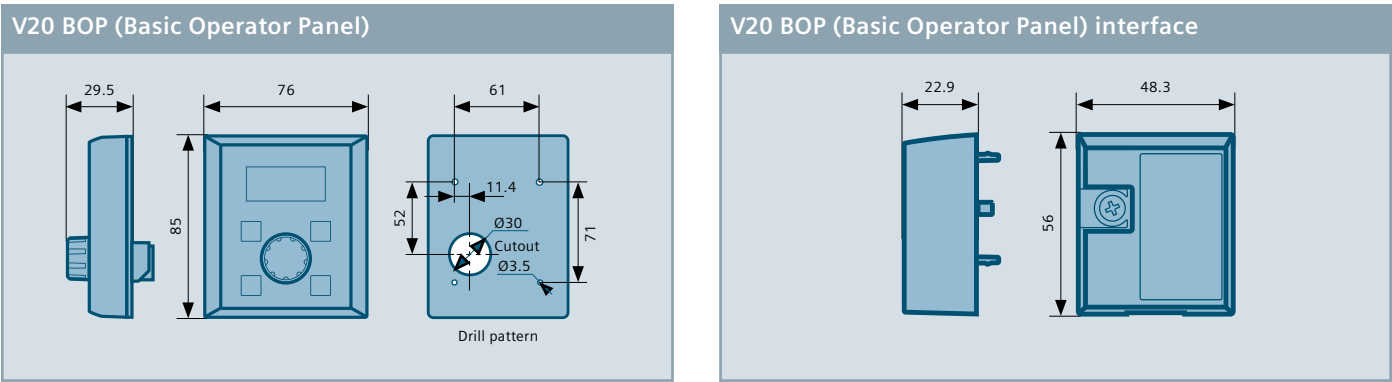 V20 BOP (Basic Operator Panel)
29.5
76
61
85
52
11.4
Ø30
Cutout
Ø3.5
71
Drill pattern
V20 BOP (Basic Operator Panel) interface
22.9
48.3
56